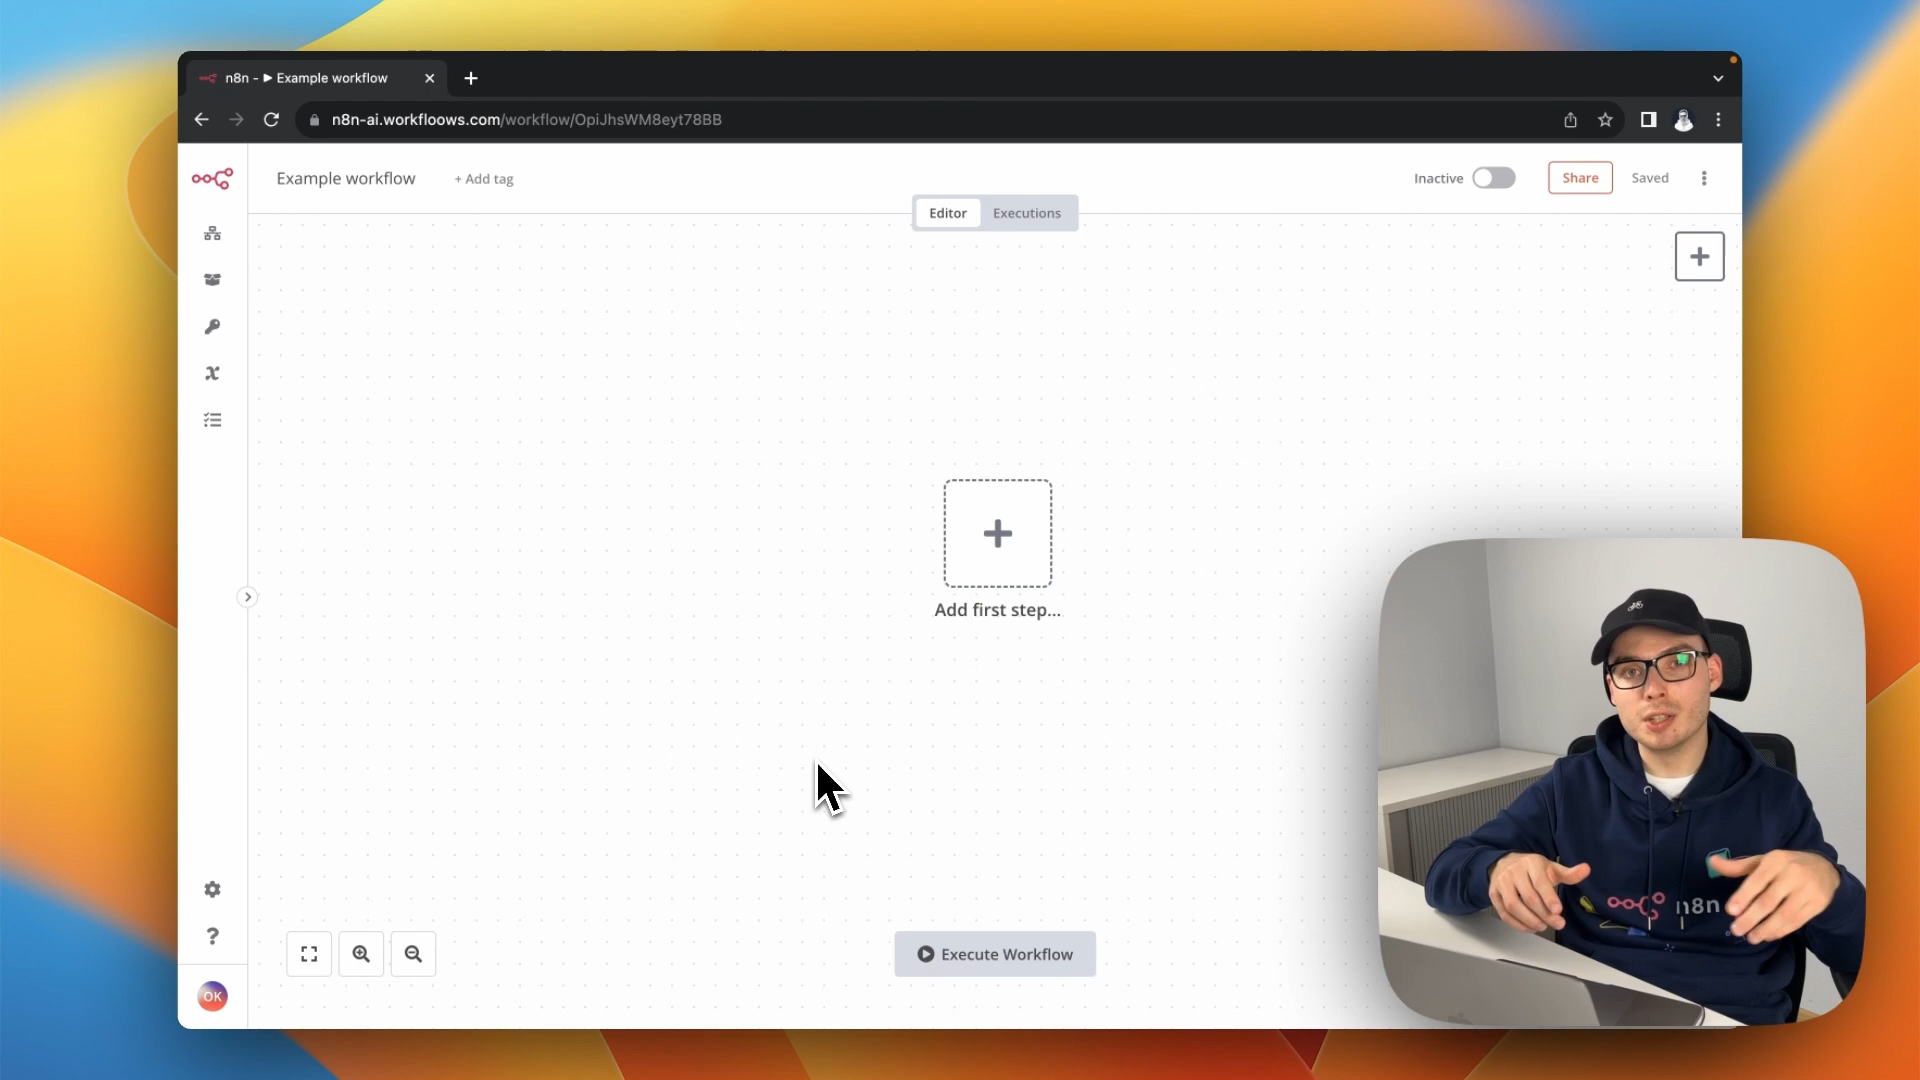 n8n - ▶ Example workflow
n8n-ai.workfloows.com/workflow/OpiJhsWM8eyt78BB
Example workflow
+ Add tag
Inactive
Share
Saved
Editor
Executions
Add first step...
Execute Workflow
OK
n8n